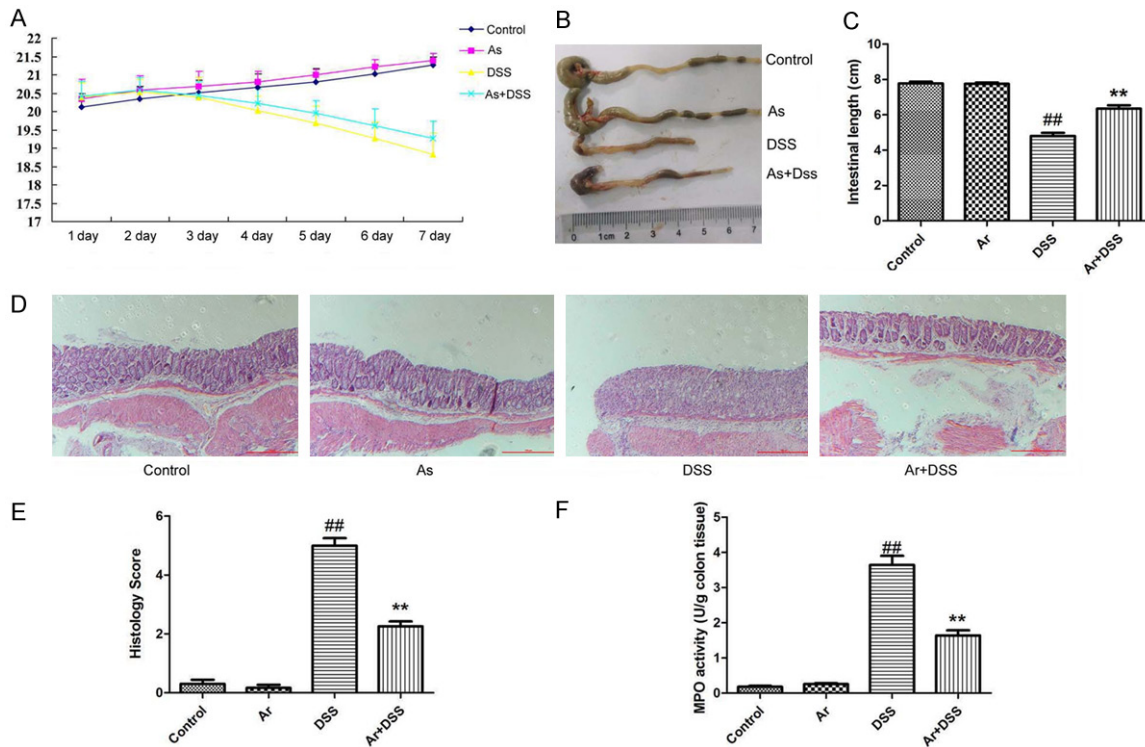 A
22
21.5
21
20.5
20
19.5
19
18.5
18
17.5
17
1 day 2 day 3 day 4 day 5 day 6 day 7 day
Control
As
DSS
As+DSS
B
Control
As
DSS
As+Dss
0 1cm 2 3 4 5 6 7
C
Intestinal length (cm)
10
8
6
4
2
0
##
**
Control Ar DSS Ar+DSS
D
Control As DSS Ar+DSS
E
Histology Score
6
4
2
0
##
**
Control Ar DSS Ar+DSS
F
MPO activity (U/g colon tissue)
5
4
3
2
1
0
##
**
Control Ar DSS Ar+DSS